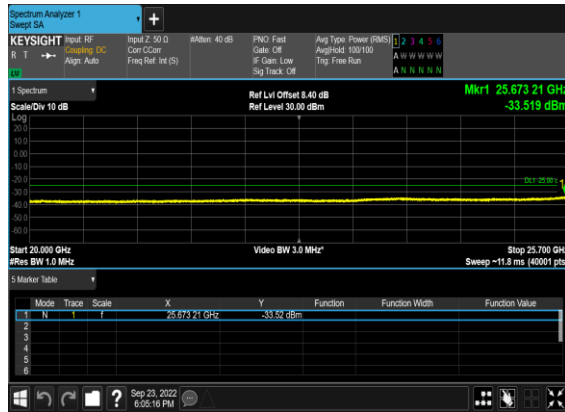 Spectrum Analyzer 1
Swept SA
+
KEYSIGHT Input: RF Input Z: 50 Ω #Atten: 40 dB PNO: Fast Avg Type: Power (RMS) 1 2 3 4 5 6
R T Coupling: DC Corr CCorr Gate: Off Avg|Hold: 100/100 A W W W W W
Align: Auto Freq Ref: Int (S) IF Gain: Low Trig: Free Run
Sig Track: Off A N N N N N
LU
1 Spectrum Ref Lvl Offset 8.40 dB Mkr1 25.673 21 GHz
Scale/Div 10 dB Ref Level 30.00 dBm -33.519 dBm
Log
20.0
10.0
0.00
-10.0
-20.0
DL1 -25.00
-30.0
1
-40.0
-50.0
-60.0
Start 20.000 GHz Video BW 3.0 MHz* Stop 25.700 GHz
#Res BW 1.0 MHz Sweep ~11.8 ms (40001 pts)
5 Marker Table
Mode Trace Scale X Y Function Function Width Function Value
1 N 1 f 25.673 21 GHz -33.52 dBm
2
3
4
5
6
? Sep 23, 2022
6:05:16 PM